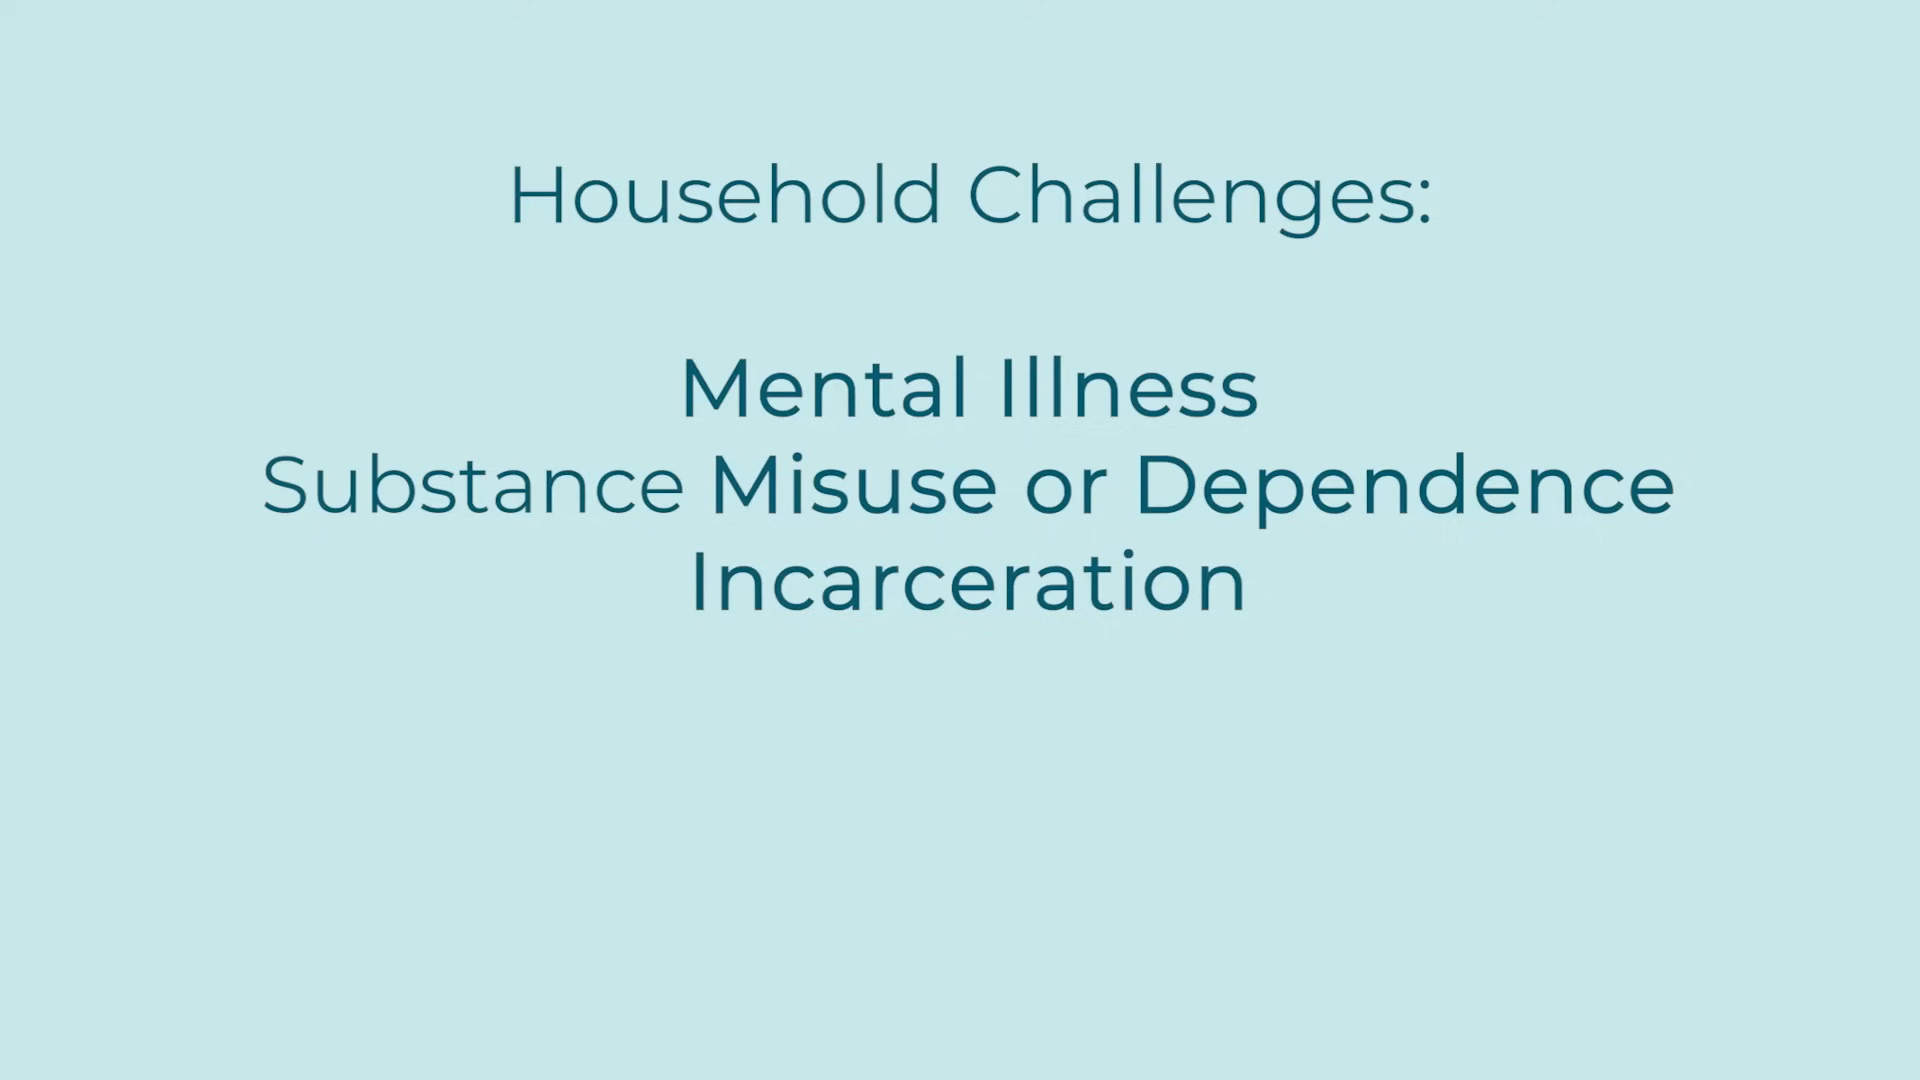 Household Challenges:
Mental Illness
Substance Misuse or Dependence
Incarceration